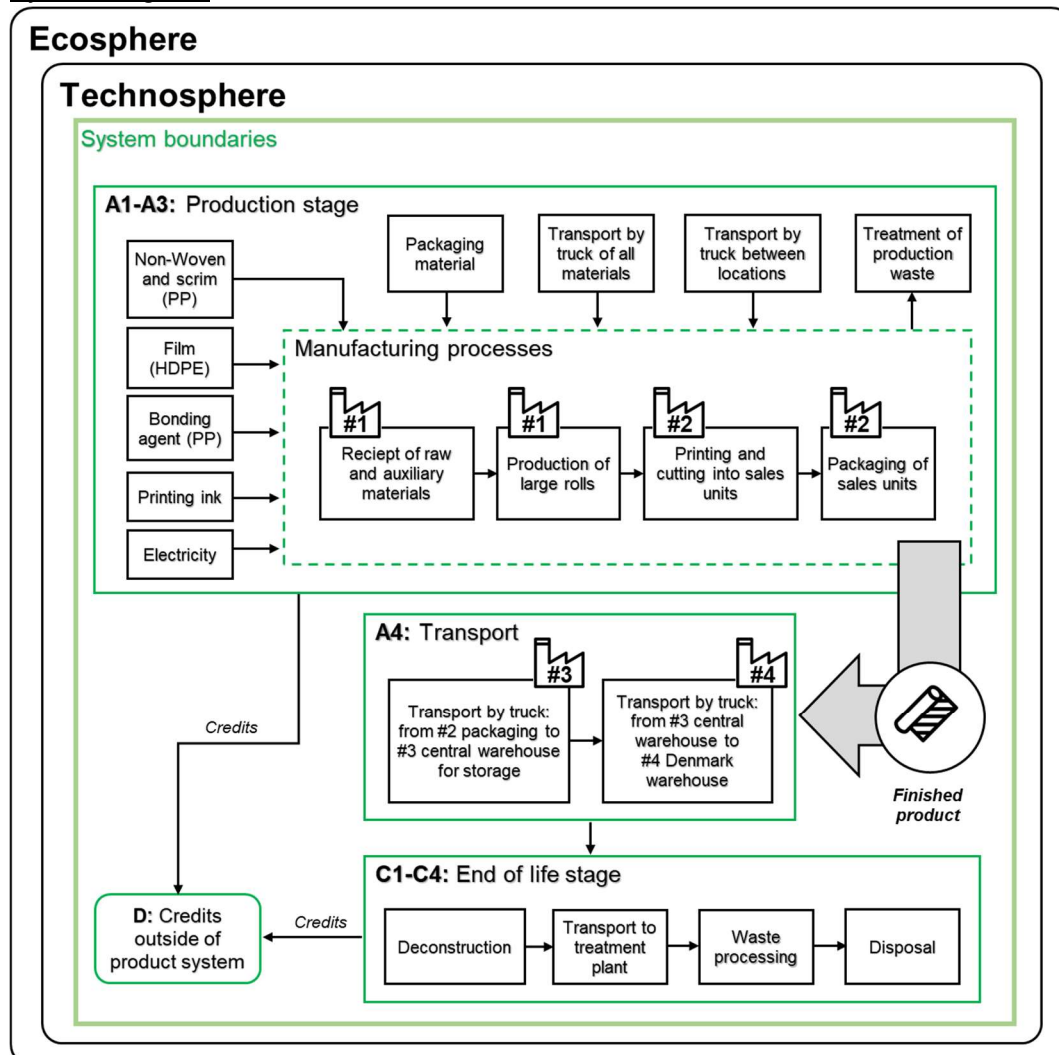 Ecosphere
Technosphere
System boundaries
A1-A3: Production stage
Non-Woven
and scrim
(PP)
Film
(HDPE)
Bonding
agent (PP)
Printing ink
Electricity
Packaging
material
Transport by
truck of all
materials
Transport by
truck between
locations
Treatment of
production
waste
Manufacturing processes
#1
Reciept of raw
and auxiliary
materials
#1
Production of
large rolls
#2
Printing and
cutting into sales
units
#2
Packaging of
sales units
A4: Transport
#3
Transport by truck:
from #2 packaging to
#3 central warehouse
for storage
#4
Transport by truck:
from #3 central
warehouse to
#4 Denmark
warehouse
Finished
product
Credits
C1-C4: End of life stage
Deconstruction
Transport to
treatment
plant
Waste
processing
Disposal
Credits
D: Credits
outside of
product system